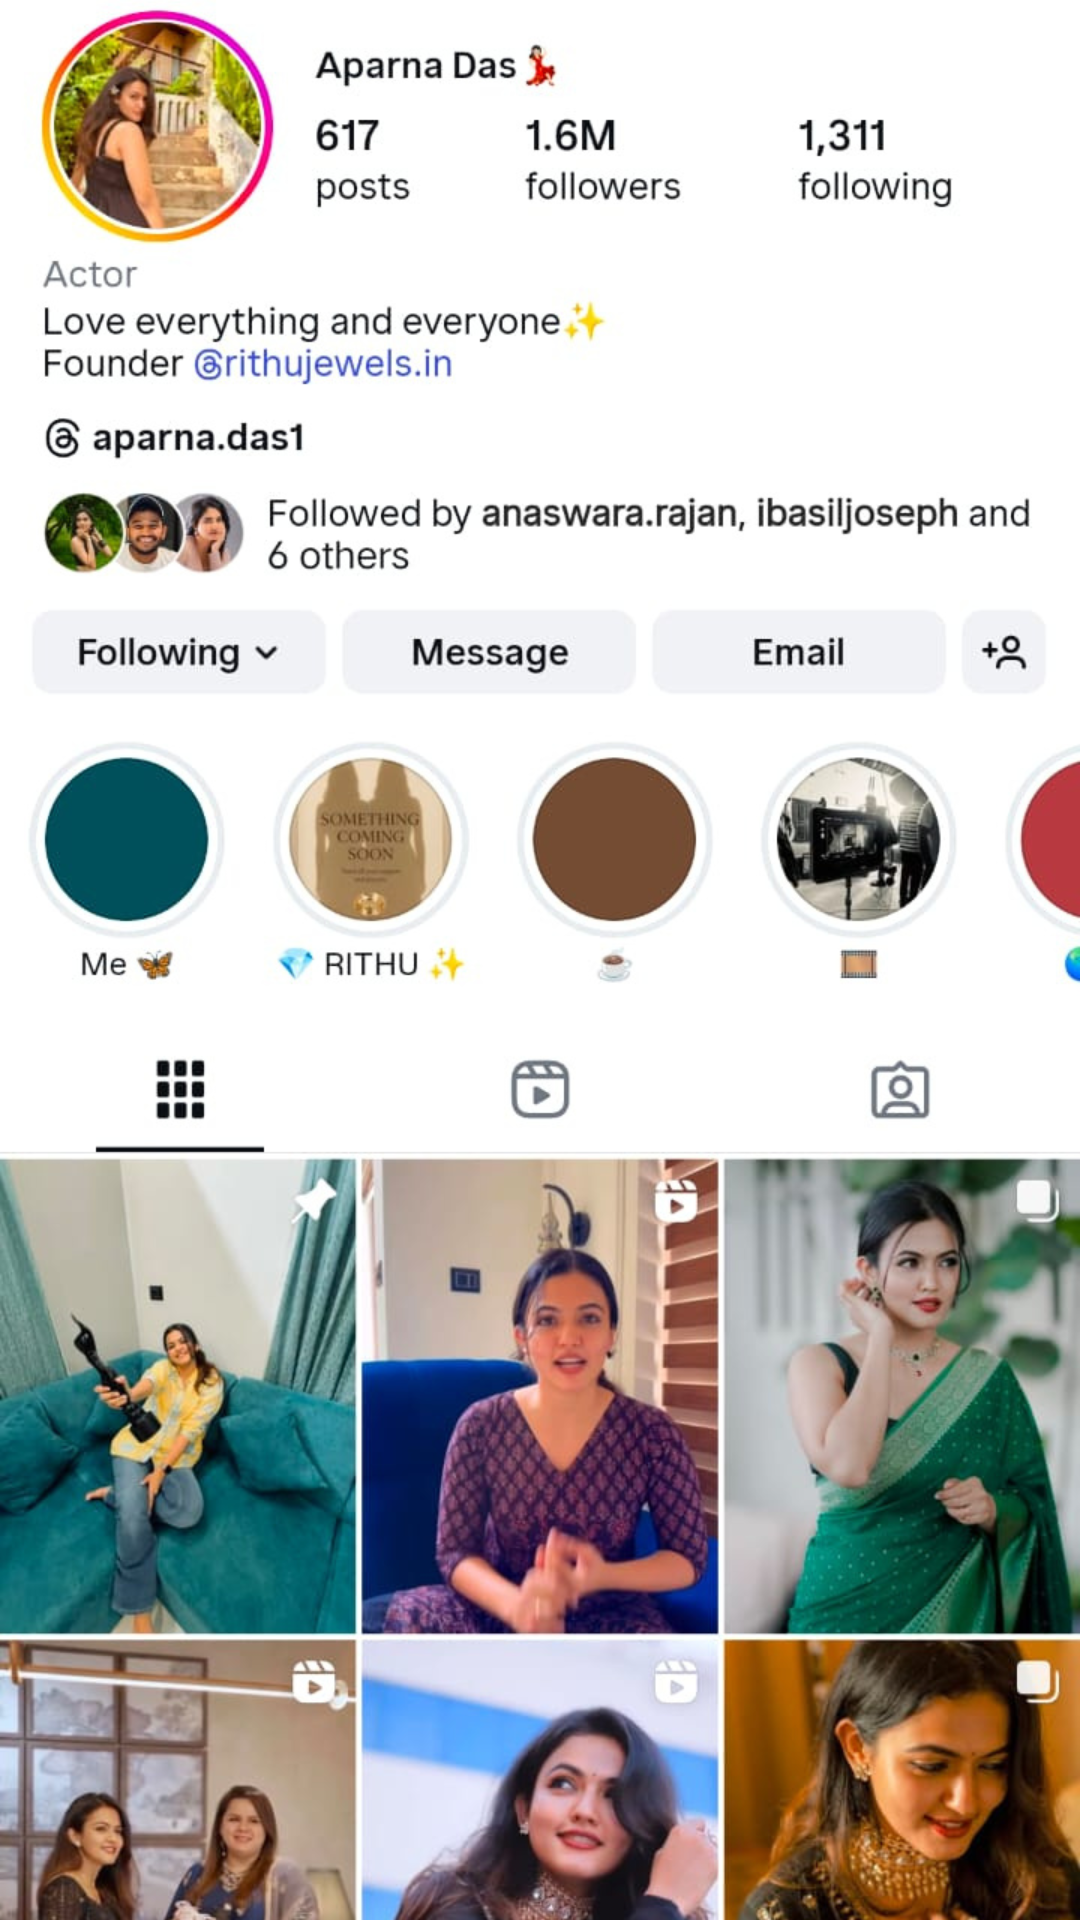 Aparna Das💃
617
posts
1.6M
followers
1,311
following
Actor
Love everything and everyone✨
Founder @rithujewels.in
aparna.das1
Followed by anaswara.rajan, ibasiljoseph and
6 others
Following
Message
Email
SOMETHING
COMING
SOON
Me 🦋
💎 RITHU ✨
☕
🎞️
🌏